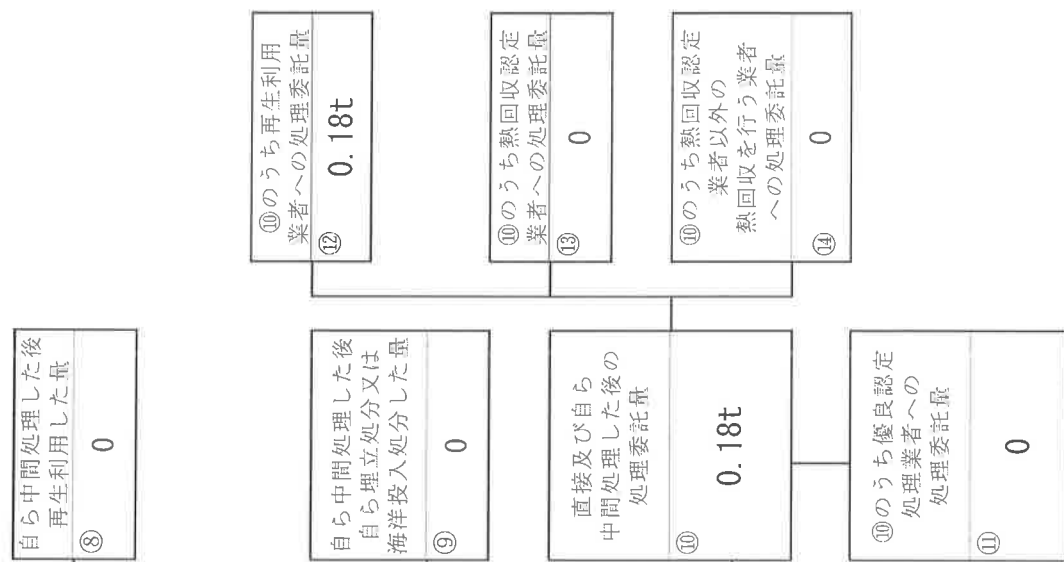 自ら中間処理した後
再生利用した量
⑧
0
自ら中間処理した後
自ら埋立処分又は
海洋投入処分した量
⑨
0
直接及び自ら
中間処理した後の
処理委託量
⑩
0.18t
⑩のうち優良認定
処理業者への
処理委託量
⑪
0
⑩のうち再生利用
業者への処理委託量
⑫
0.18t
⑩のうち熱回収認定
業者への処理委託量
⑬
0
⑩のうち熱回収認定
業者以外の
熱回収を行う業者
への処理委託量
⑭
0